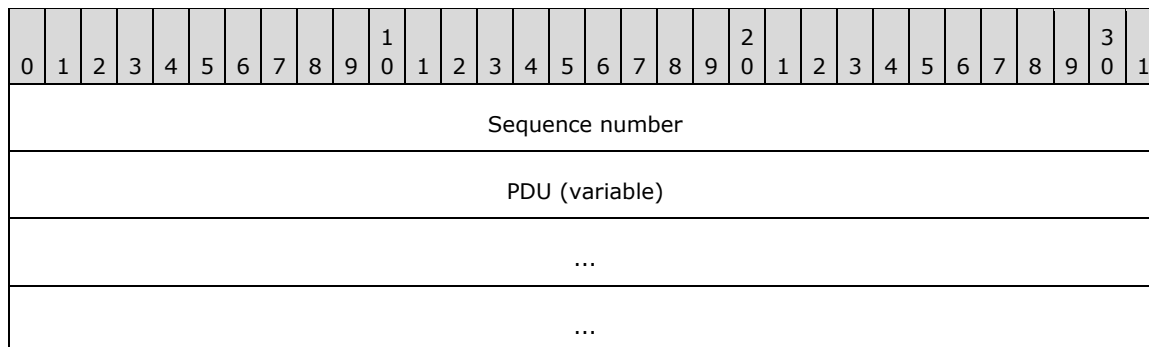 1 2 3
0 1 2 3 4 5 6 7 8 9 0 1 2 3 4 5 6 7 8 9 0 1 2 3 4 5 6 7 8 9 0 1
Sequence number
PDU (variable)
...
...